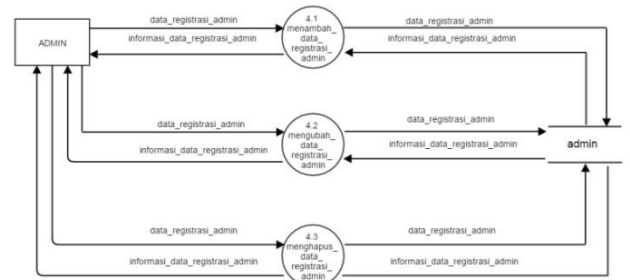 data_registrasi_admin
4.1
menambah_
data_
registrasi_
admin
data_registrasi_admin
ADMIN
informasi_data_registrasi_admin
informasi_data_registrasi_admin
data_registrasi_admin
4.2
mengubah_
data_
registrasi_
admin
data_registrasi_admin
informasi_data_registrasi_admin
informasi_data_registrasi_admin
admin
data_registrasi_admin
4.3
menghapus_
data_
registrasi_
admin
data_registrasi_admin
informasi_data_registrasi_admin
informasi_data_registrasi_admin